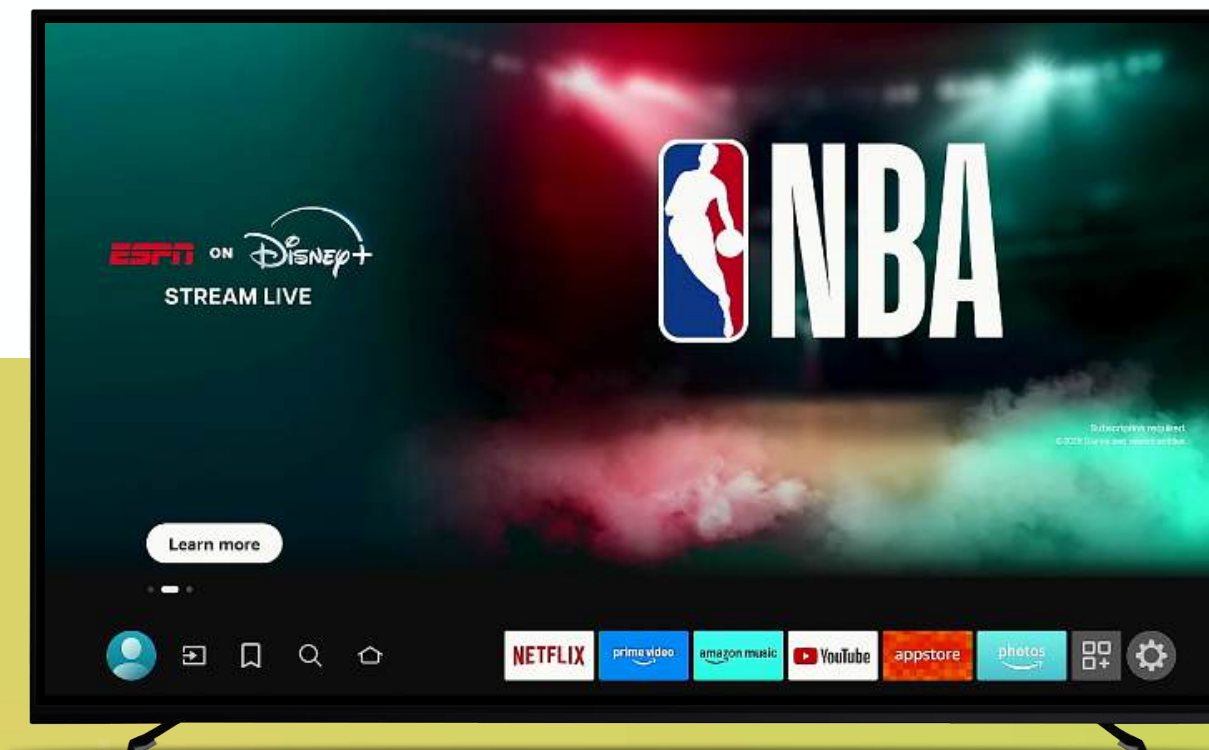 NBA
ESPN ON Disney+
STREAM LIVE
Subscription required.
Learn more
NETFLIX
prime video
amazon music
YouTube
appstore
photos